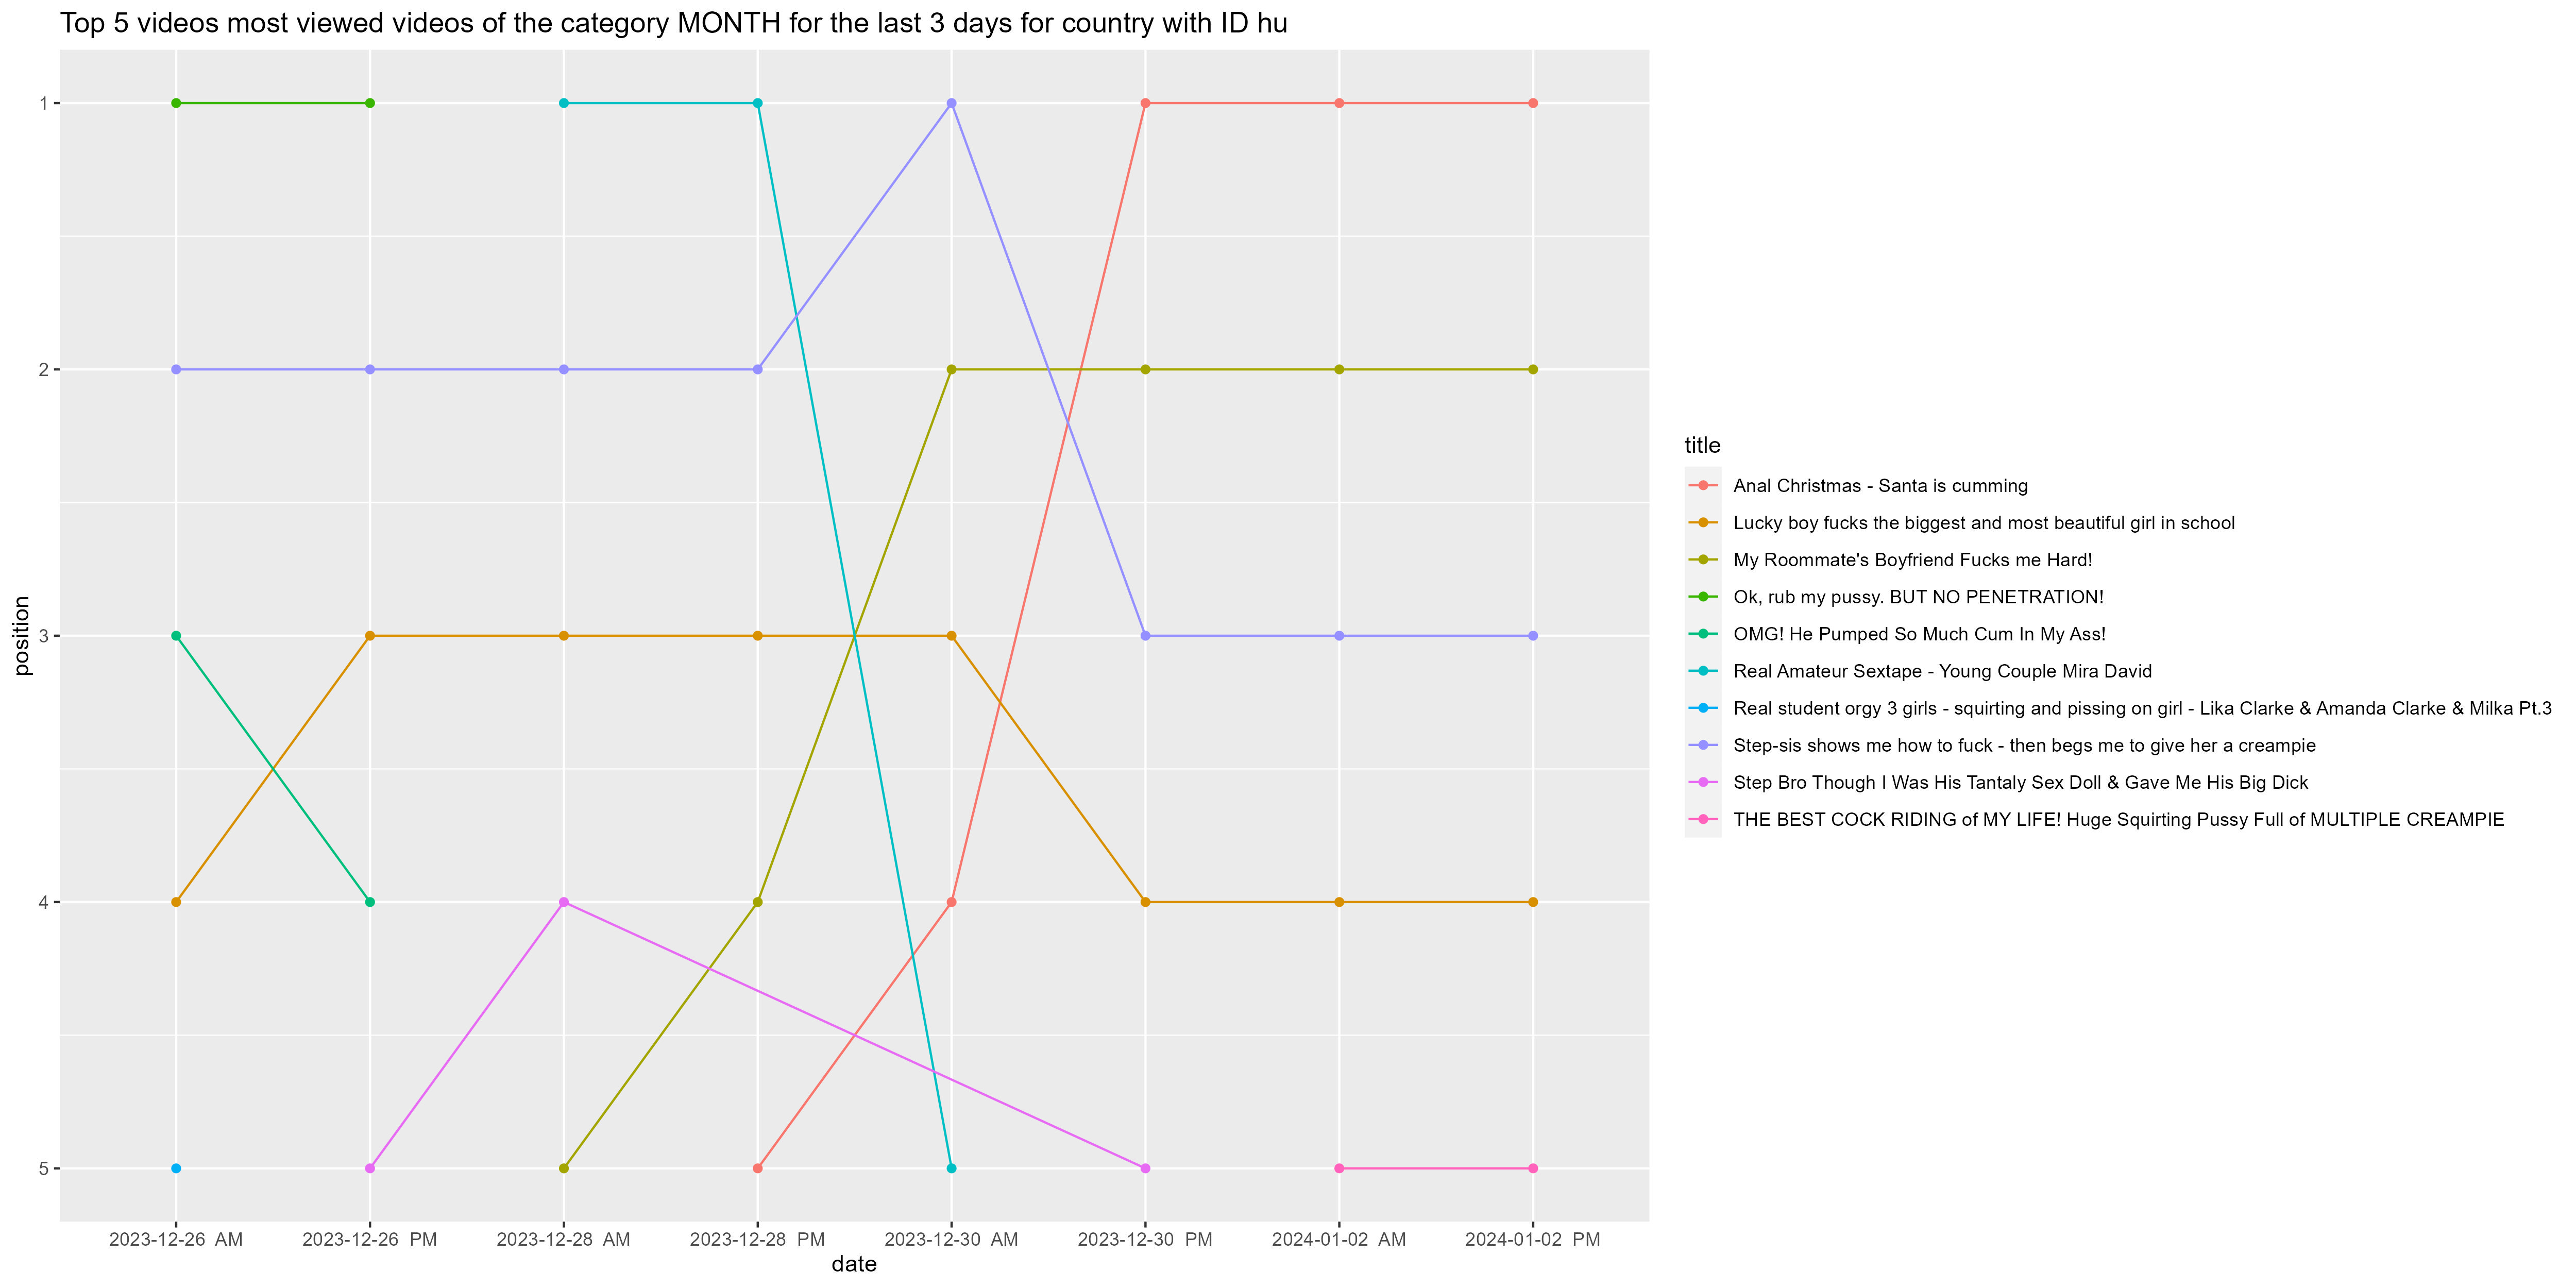 Top 5 videos most viewed videos of the category MONTH for the last 3 days for country with ID hu
position
1
2
3
4
5
2023-12-26 AM
2023-12-26 PM
2023-12-28 AM
2023-12-28 PM
2023-12-30 AM
2023-12-30 PM
2024-01-02 AM
2024-01-02 PM
date
title
Anal Christmas - Santa is cumming
Lucky boy fucks the biggest and most beautiful girl in school
My Roommate's Boyfriend Fucks me Hard!
Ok, rub my pussy. BUT NO PENETRATION!
OMG! He Pumped So Much Cum In My Ass!
Real Amateur Sextape - Young Couple Mira David
Real student orgy 3 girls - squirting and pissing on girl - Lika Clarke & Amanda Clarke & Milka Pt.3
Step-sis shows me how to fuck - then begs me to give her a creampie
Step Bro Though I Was His Tantaly Sex Doll & Gave Me His Big Dick
THE BEST COCK RIDING of MY LIFE! Huge Squirting Pussy Full of MULTIPLE CREAMPIE